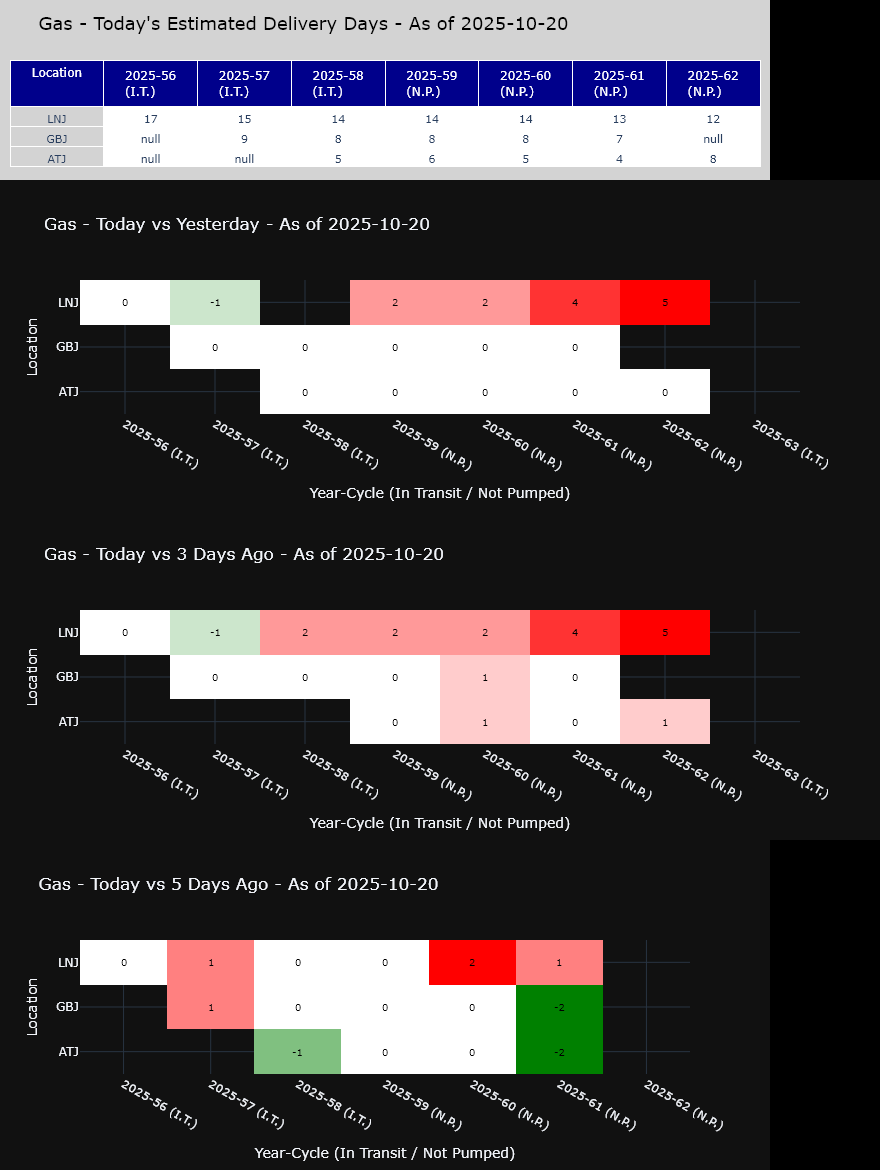 Gas - Today's Estimated Delivery Days - As of 2025-10-20
Location 2025-56 (I.T.) 2025-57 (I.T.) 2025-58 (I.T.) 2025-59 (N.P.) 2025-60 (N.P.) 2025-61 (N.P.) 2025-62 (N.P.)
LNJ 17 15 14 14 14 13 12
GBJ null 9 8 8 8 7 null
ATJ null null 5 6 5 4 8
Gas - Today vs Yesterday - As of 2025-10-20
Location
LNJ 0 -1 2 2 4 5
GBJ 0 0 0 0 0
ATJ 0 0 0 0 0
2025-56 (I.T.) 2025-57 (I.T.) 2025-58 (I.T.) 2025-59 (N.P.) 2025-60 (N.P.) 2025-61 (N.P.) 2025-62 (N.P.) 2025-63 (I.T.)
Year-Cycle (In Transit / Not Pumped)
Gas - Today vs 3 Days Ago - As of 2025-10-20
Location
LNJ 0 -1 2 2 2 4 5
GBJ 0 0 0 1 0
ATJ 0 1 0 1
2025-56 (I.T.) 2025-57 (I.T.) 2025-58 (I.T.) 2025-59 (N.P.) 2025-60 (N.P.) 2025-61 (N.P.) 2025-62 (N.P.) 2025-63 (I.T.)
Year-Cycle (In Transit / Not Pumped)
Gas - Today vs 5 Days Ago - As of 2025-10-20
Location
LNJ 0 1 0 0 2 1
GBJ 1 0 0 0 -2
ATJ -1 0 0 -2
2025-56 (I.T.) 2025-57 (I.T.) 2025-58 (I.T.) 2025-59 (N.P.) 2025-60 (N.P.) 2025-61 (N.P.) 2025-62 (N.P.)
Year-Cycle (In Transit / Not Pumped)